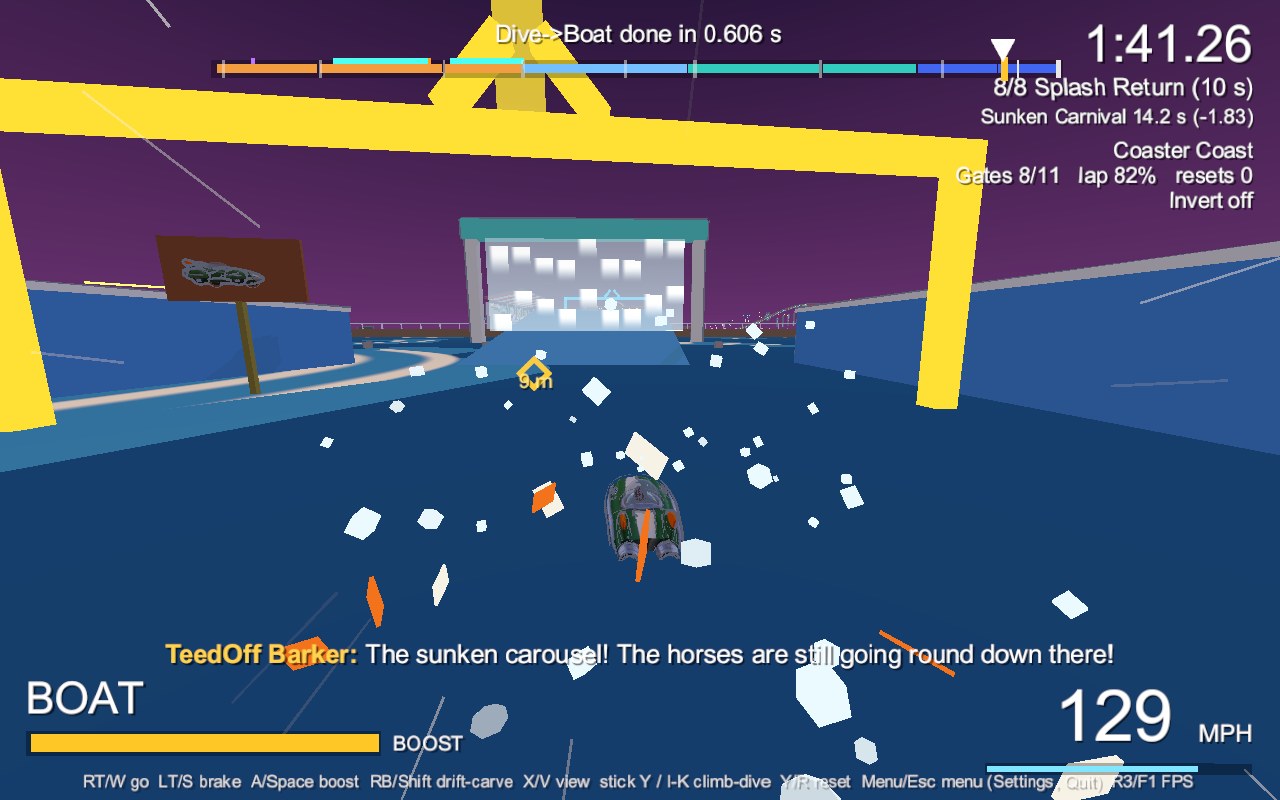 Dive->Boat done in 0.606 s
1:41.26
8/8 Splash Return (10 s)
Sunken Carnival 14.2 s (-1.83)
Coaster Coast
Gates 8/11 lap 82% resets 0
Invert off
9 m
TeedOff Barker: The sunken carousel! The horses are still going round down there!
BOAT
BOOST
129 MPH
RT/W go LT/S brake A/Space boost RB/Shift drift-carve X/V view stick Y / I-K climb-dive Y/R reset Menu/Esc menu (Settings, Quit) R3/F1 FPS